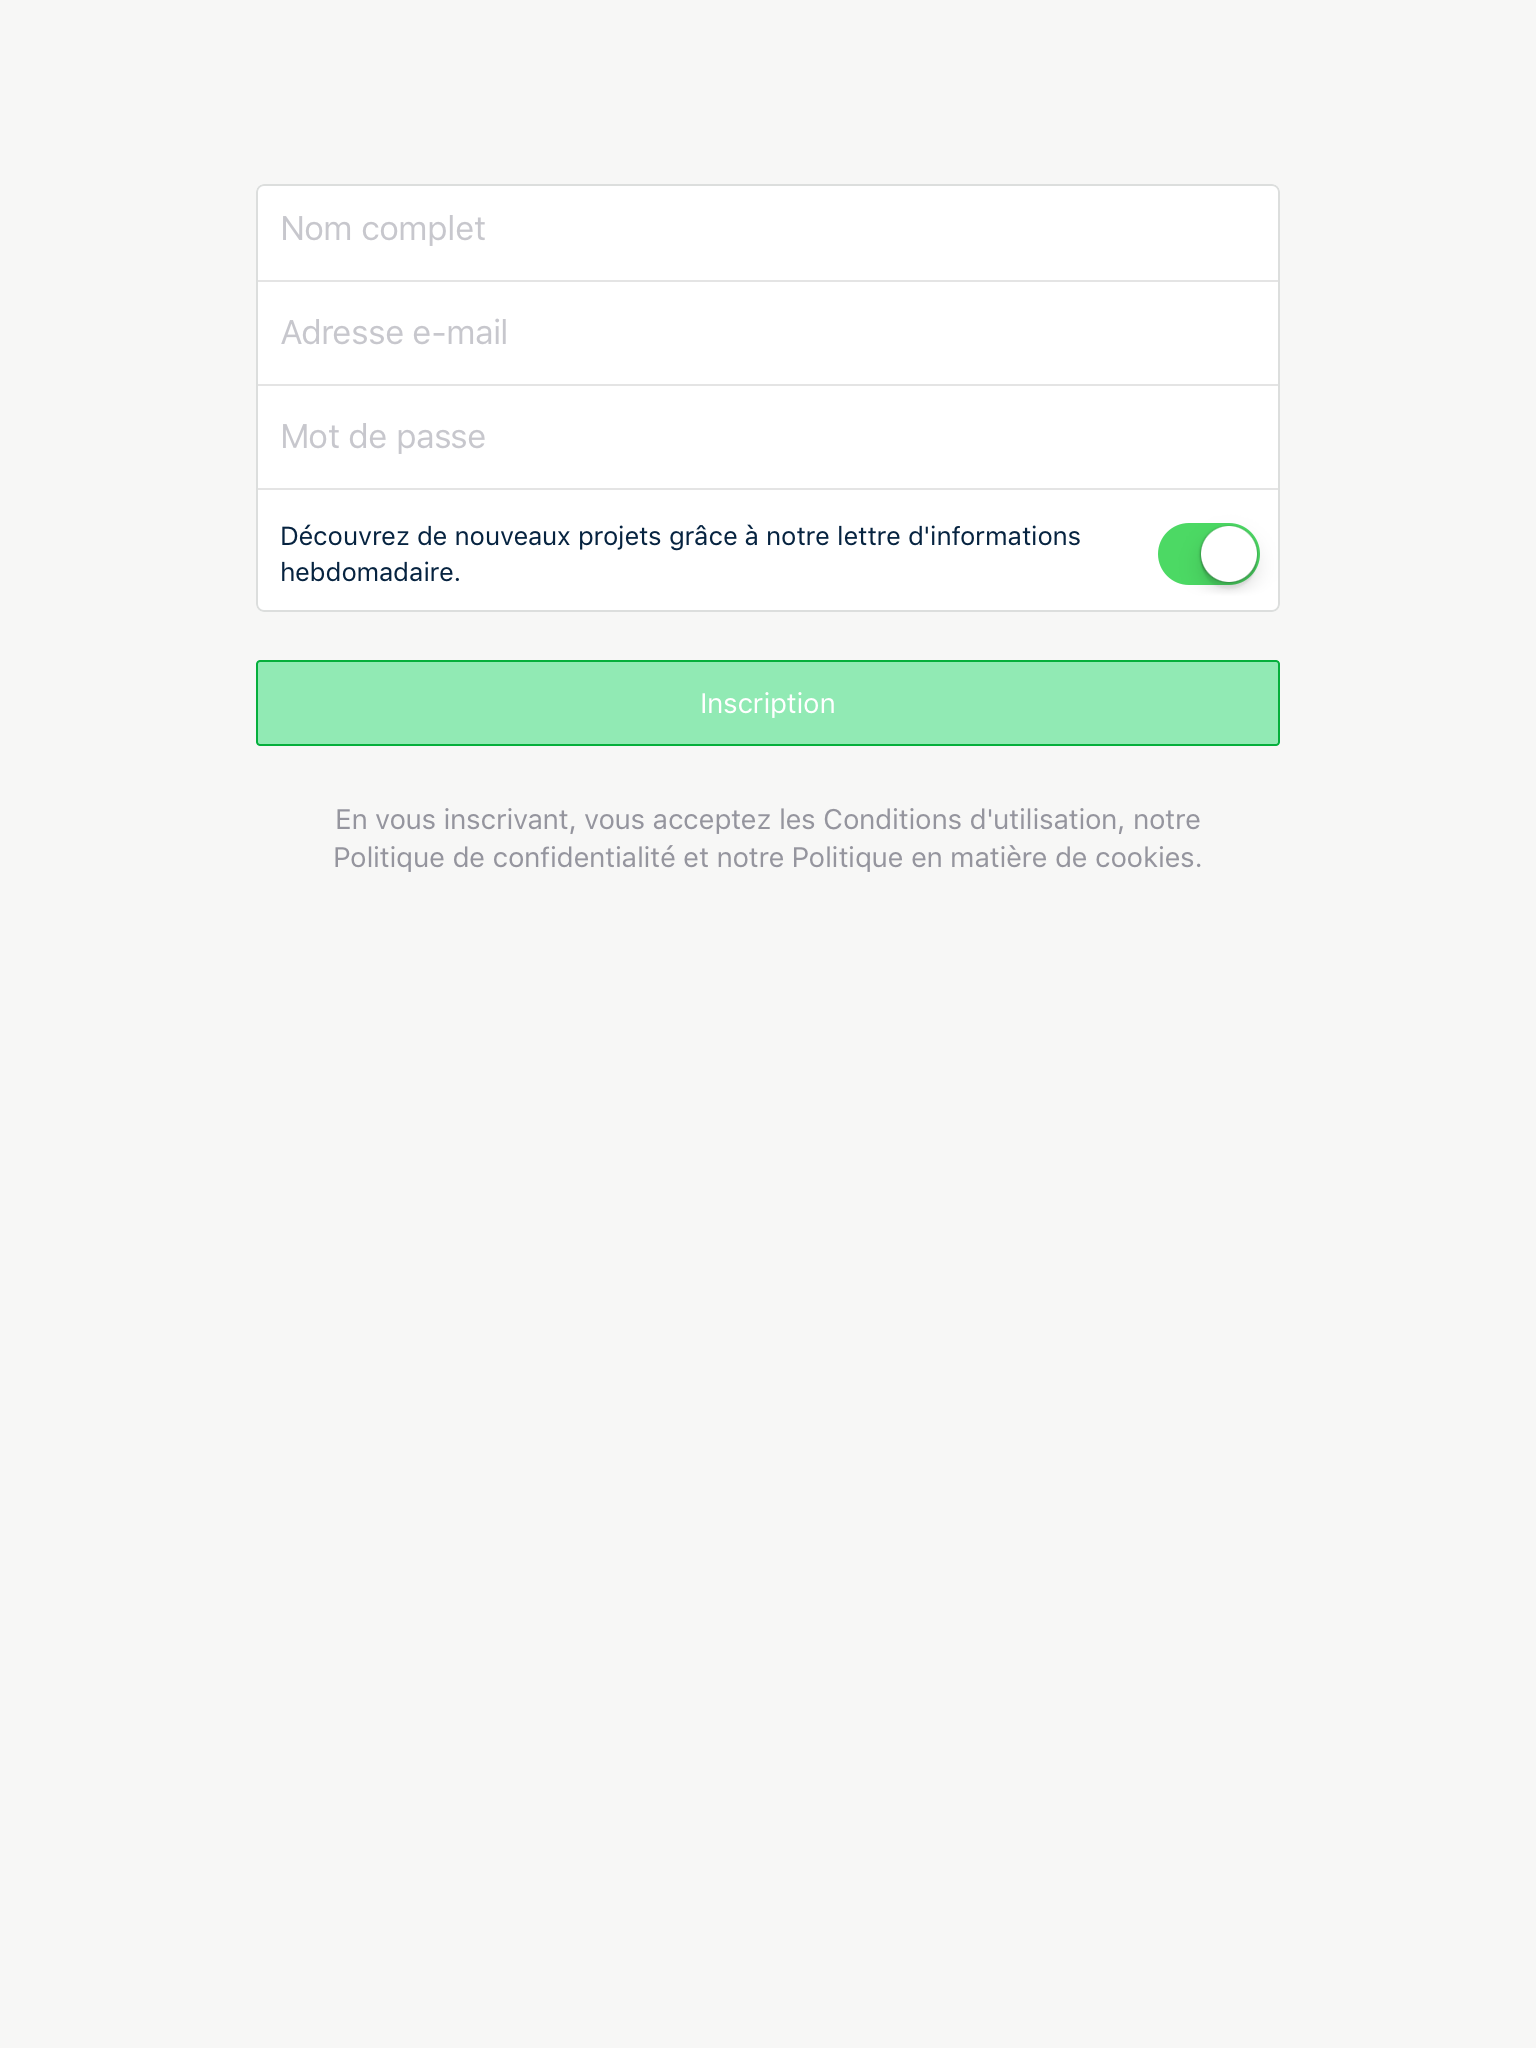 Nom complet
Adresse e-mail
Mot de passe
Découvrez de nouveaux projets grâce à notre lettre d'informations
hebdomadaire.
Inscription
En vous inscrivant, vous acceptez les Conditions d'utilisation, notre
Politique de confidentialité et notre Politique en matière de cookies.